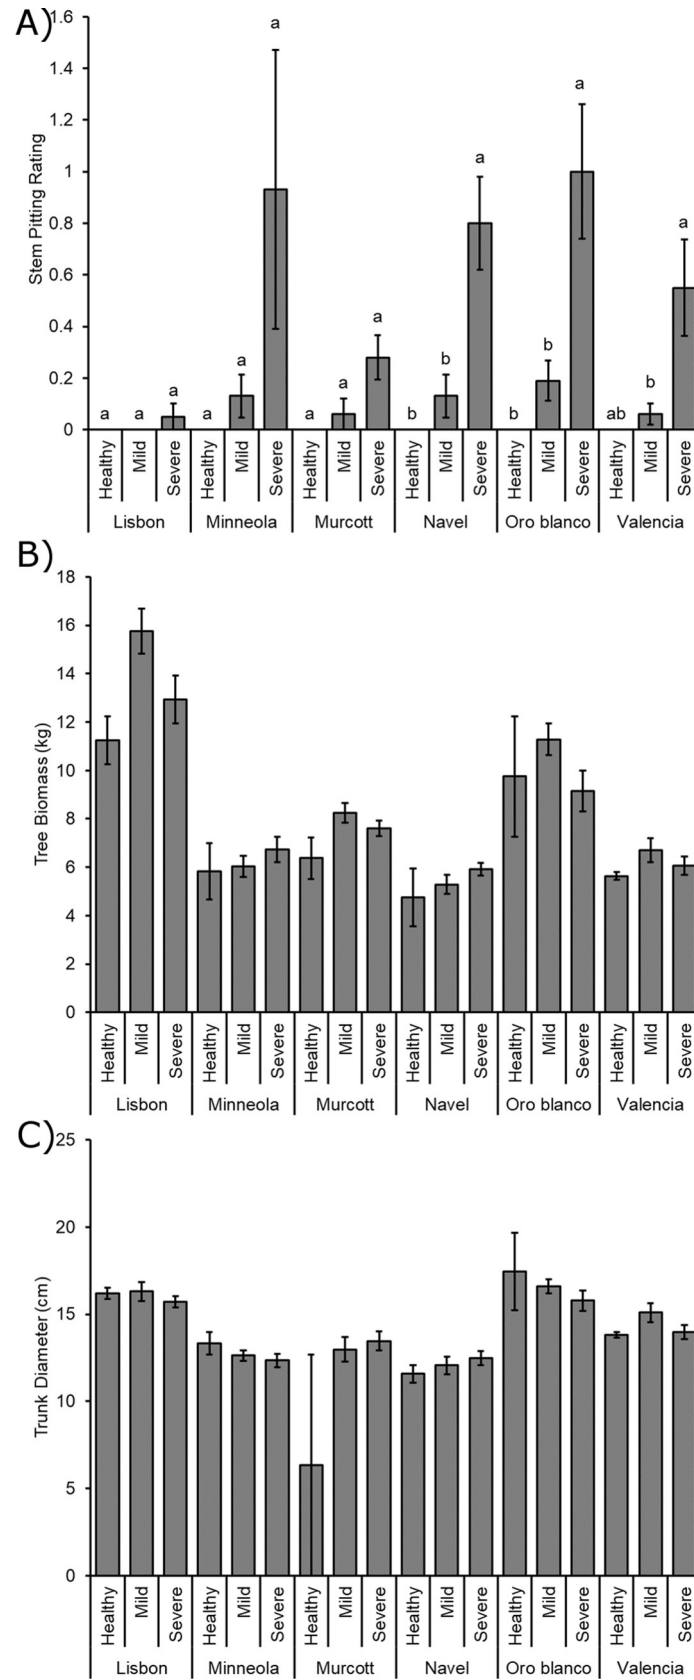 A)
Stem Pitting Rating
1.6
1.4
1.2
1
0.8
0.6
0.4
0.2
0
a a a a a a a a a b b a b b a ab b a
Healthy Mild Severe Healthy Mild Severe Healthy Mild Severe Healthy Mild Severe Healthy Mild Severe Healthy Mild Severe
Lisbon Minneola Murcott Navel Oro blanco Valencia
B)
Tree Biomass (kg)
18
16
14
12
10
8
6
4
2
0
Healthy Mild Severe Healthy Mild Severe Healthy Mild Severe Healthy Mild Severe Healthy Mild Severe Healthy Mild Severe
Lisbon Minneola Murcott Navel Oro blanco Valencia
C)
Trunk Diameter (cm)
25
20
15
10
5
0
Healthy Mild Severe Healthy Mild Severe Healthy Mild Severe Healthy Mild Severe Healthy Mild Severe Healthy Mild Severe
Lisbon Minneola Murcott Navel Oro blanco Valencia